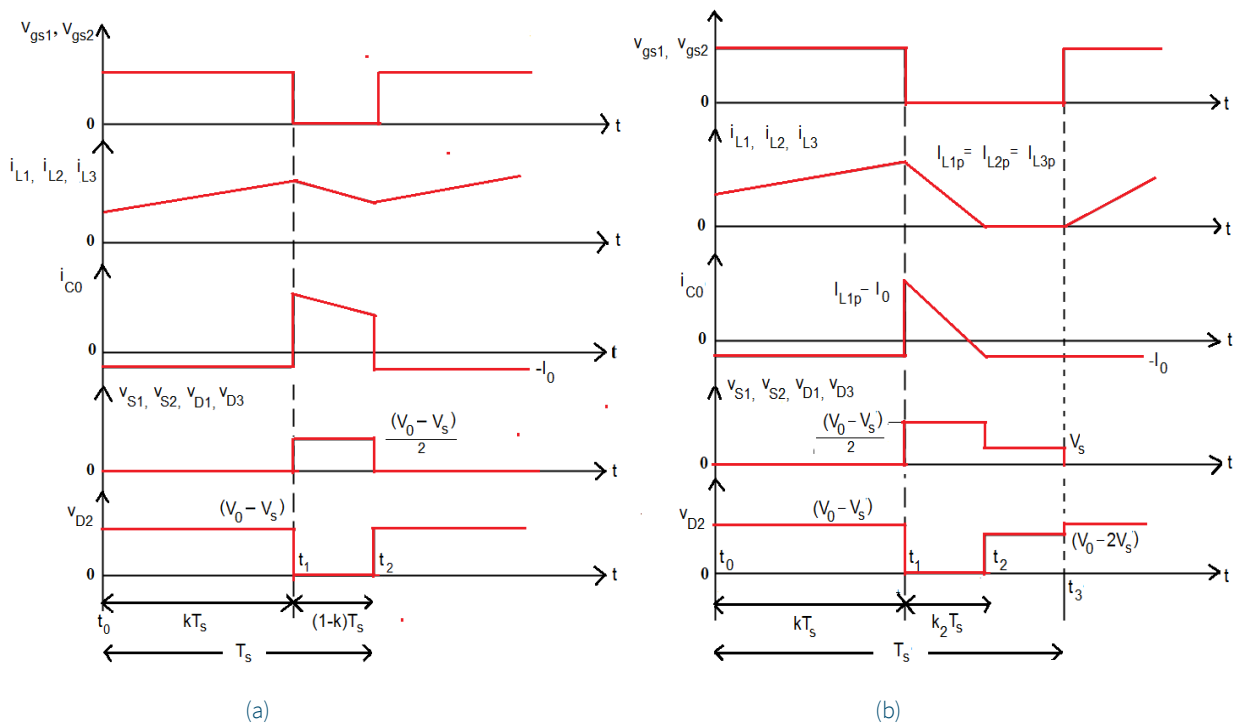 v_gs1, v_gs2
0
t
i_L1, i_L2, i_L3
0
t
i_C0
0
t
-I_0
v_S1, v_S2, v_D1, v_D3
(V_0 – V_s)
2
0
t
v_D2
(V_0 – V_s)
t_1
t_2
0
t
t_0
kT_s
(1-k)T_s
T_s
(a)
v_gs1, v_gs2
0
t
i_L1, i_L2, i_L3
I_L1p = I_L2p = I_L3p
0
t
i_C0
I_L1p – I_0
0
t
-I_0
v_S1, v_S2, v_D1, v_D3
(V_0 – V_s)
2
V_s
0
t
v_D2
(V_0 – V_s)
(V_0 – 2V_s)
t_0
t_1
t_2
0
t
t_3
kT_s
k_2T_s
T_s
(b)